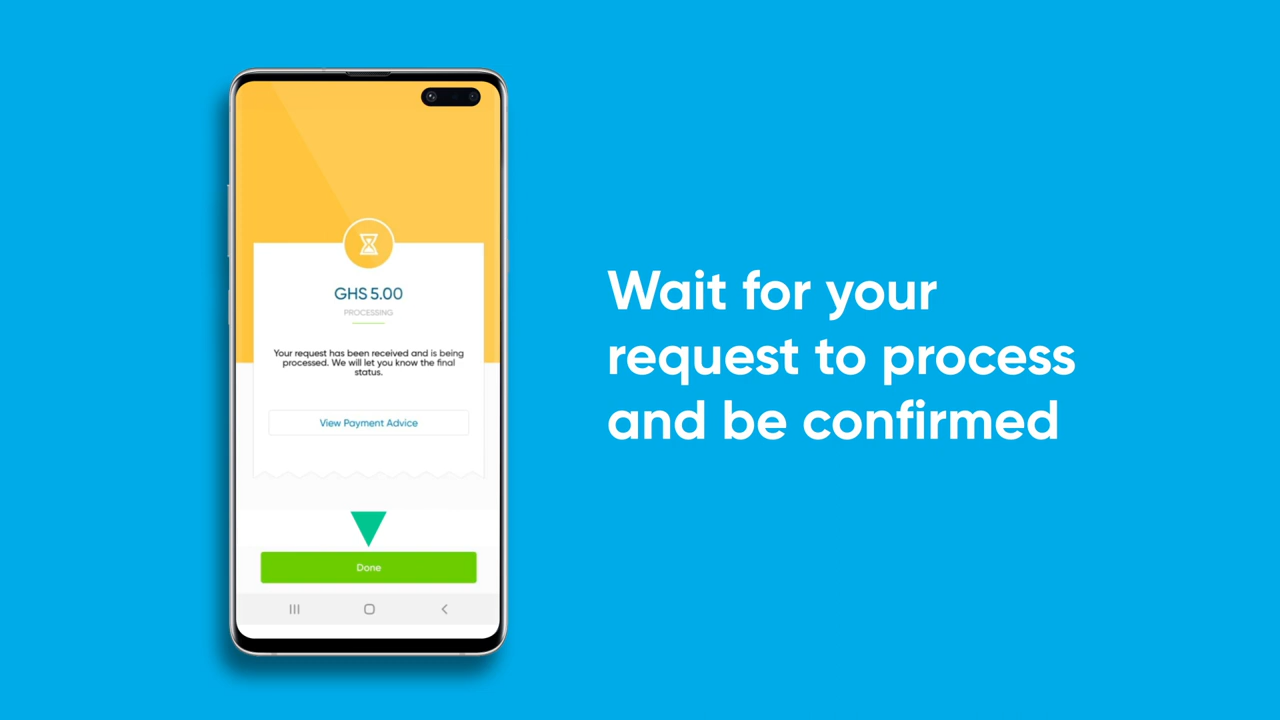 GHS 5.00
PROCESSING
Your request has been received and is being
processed. We will let you know the final
status.
View Payment Advice
Done
Wait for your
request to process
and be confirmed